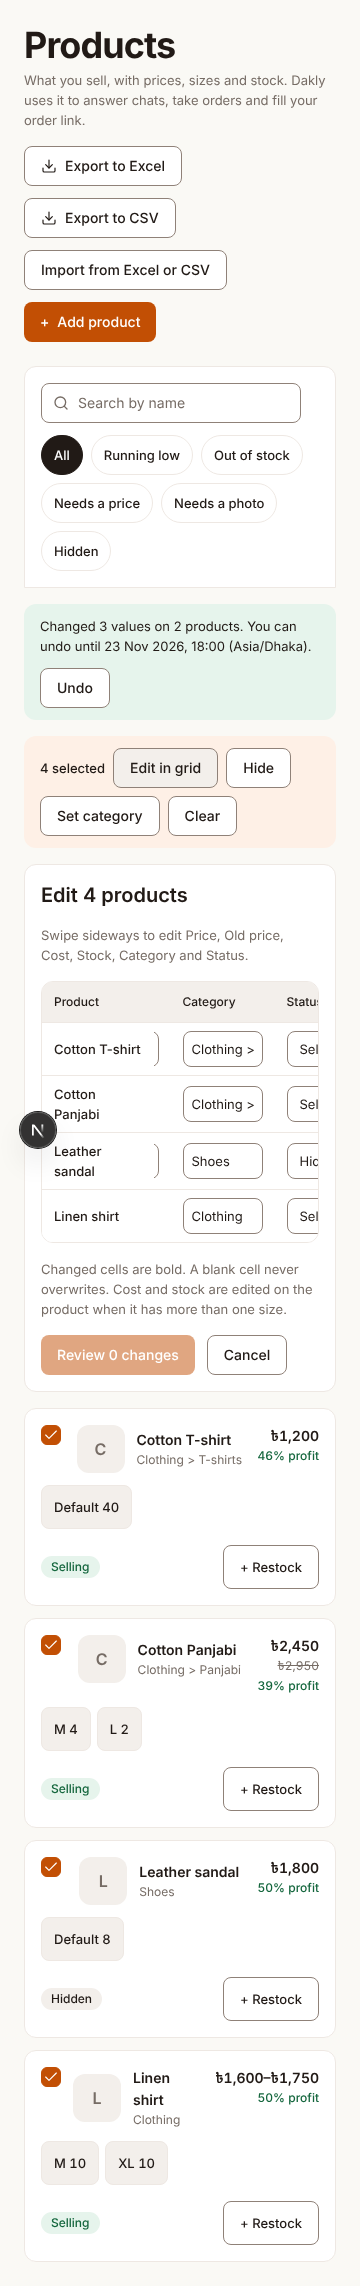 Products
What you sell, with prices, sizes and stock. Dakly
uses it to answer chats, take orders and fill your
order link.
Export to Excel
Export to CSV
Import from Excel or CSV
+ Add product
Search by name
All
Running low
Out of stock
Needs a price
Needs a photo
Hidden
Changed 3 values on 2 products. You can
undo until 23 Nov 2026, 18:00 (Asia/Dhaka).
Undo
4 selected
Edit in grid
Hide
Set category
Clear
Edit 4 products
Swipe sideways to edit Price, Old price,
Cost, Stock, Category and Status.
Product Category Status
Cotton T-shirt Clothing > Sel
Cotton
Panjabi
Clothing > Sel
Leather
sandal
Shoes Hid
Linen shirt Clothing Sel
N
Changed cells are bold. A blank cell never
overwrites. Cost and stock are edited on the
product when it has more than one size.
Review 0 changes
Cancel
C
Cotton T-shirt
Clothing > T-shirts
৳1,200
46% profit
Default 40
Selling
+ Restock
C
Cotton Panjabi
Clothing > Panjabi
৳2,450
৳2,950
39% profit
M 4
L 2
Selling
+ Restock
L
Leather sandal
Shoes
৳1,800
50% profit
Default 8
Hidden
+ Restock
L
Linen
shirt
Clothing
৳1,600–৳1,750
50% profit
M 10
XL 10
Selling
+ Restock